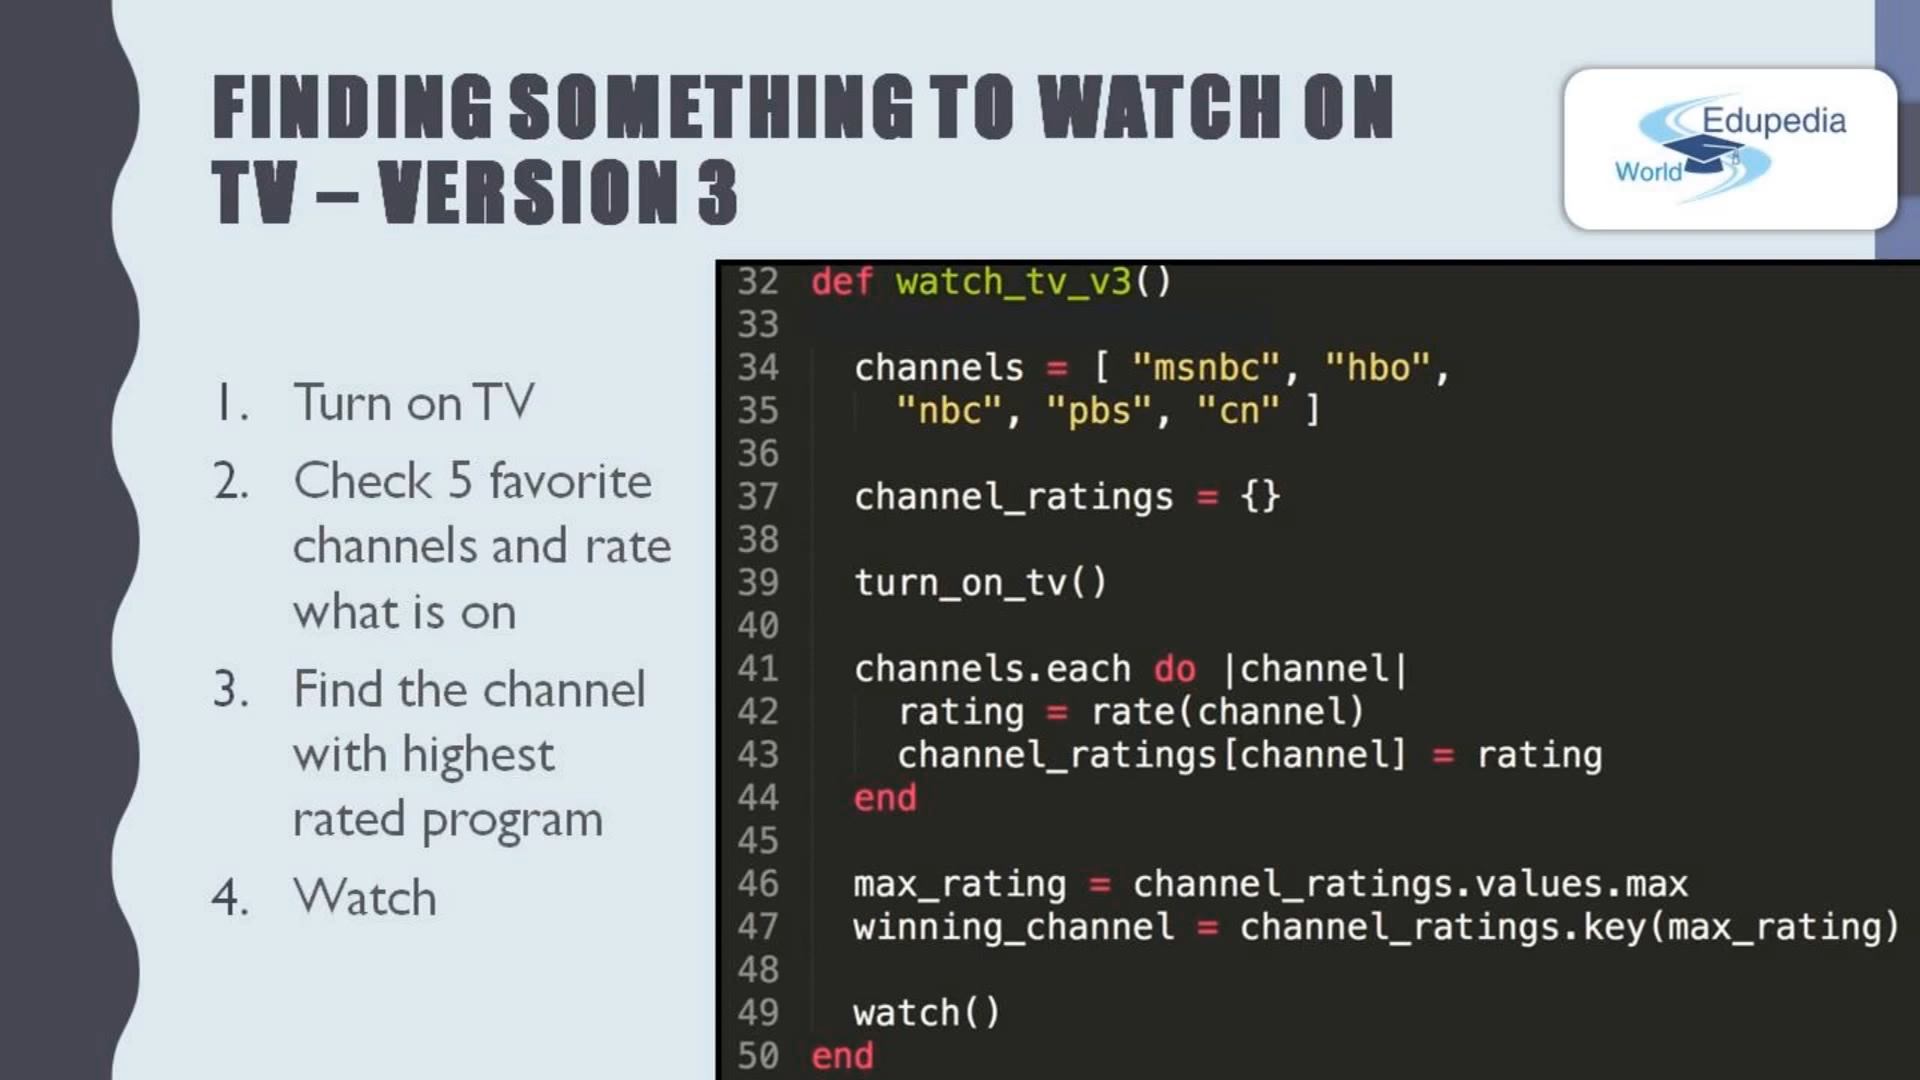 FINDING SOMETHING TO WATCH ON
TV – VERSION 3
Edupedia
World
1. Turn on TV
2. Check 5 favorite
channels and rate
what is on
3. Find the channel
with highest
rated program
4. Watch
32 def watch_tv_v3()
33
34 channels = [ "msnbc", "hbo",
35 "nbc", "pbs", "cn" ]
36
37 channel_ratings = {}
38
39 turn_on_tv()
40
41 channels.each do |channel|
42 rating = rate(channel)
43 channel_ratings[channel] = rating
44 end
45
46 max_rating = channel_ratings.values.max
47 winning_channel = channel_ratings.key(max_rating)
48
49 watch()
50 end